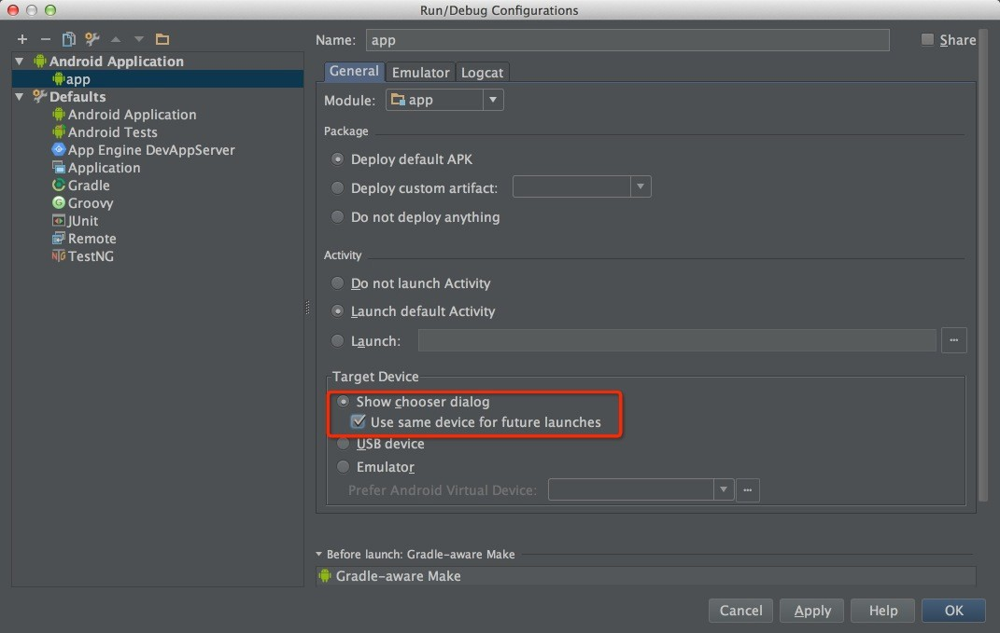 Run/Debug Configurations
Name: app Share
Android Application
app
Defaults
Android Application
Android Tests
App Engine DevAppServer
Application
Gradle
Groovy
JUnit
Remote
TestNG
General Emulator Logcat
Module: app
Package
Deploy default APK
Deploy custom artifact:
Do not deploy anything
Activity
Do not launch Activity
Launch default Activity
Launch: ...
Target Device
Show chooser dialog
Use same device for future launches
USB device
Emulator
Prefer Android Virtual Device: ...
Before launch: Gradle-aware Make
Gradle-aware Make
Cancel Apply Help OK